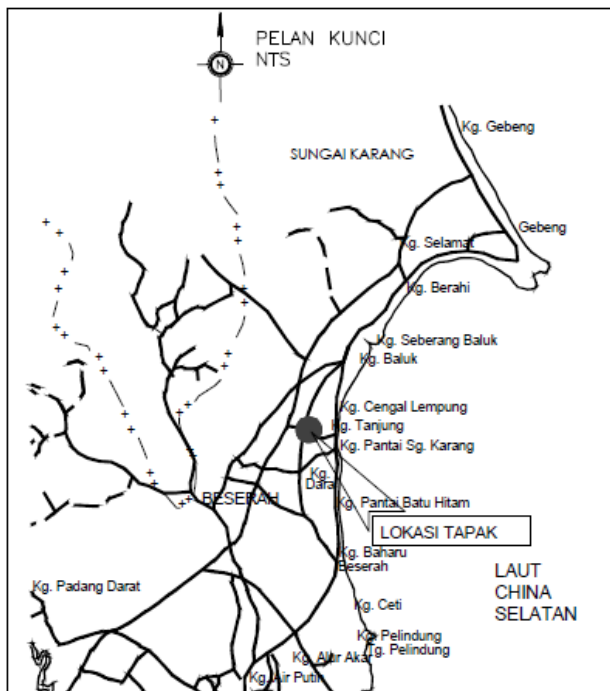 PELAN KUNCI
NTS
N
Kg. Gebeng
SUNGAI KARANG
Gebeng
Kg. Selamat
Kg. Berahi
Kg. Seberang Baluk
Kg. Baluk
Kg. Cengal Lempung
Kg. Tanjung
Kg. Pantai Sg. Karang
Kg.
Dara
BESERAH
Kg. Pantai Batu Hitam
LOKASI TAPAK
Kg. Baharu
Beserah
LAUT
CHINA
SELATAN
Kg. Padang Darat
Kg. Ceti
Kg. Pelindung
Tg. Pelindung
Kg. Alur Akar
Kg. Air Putih